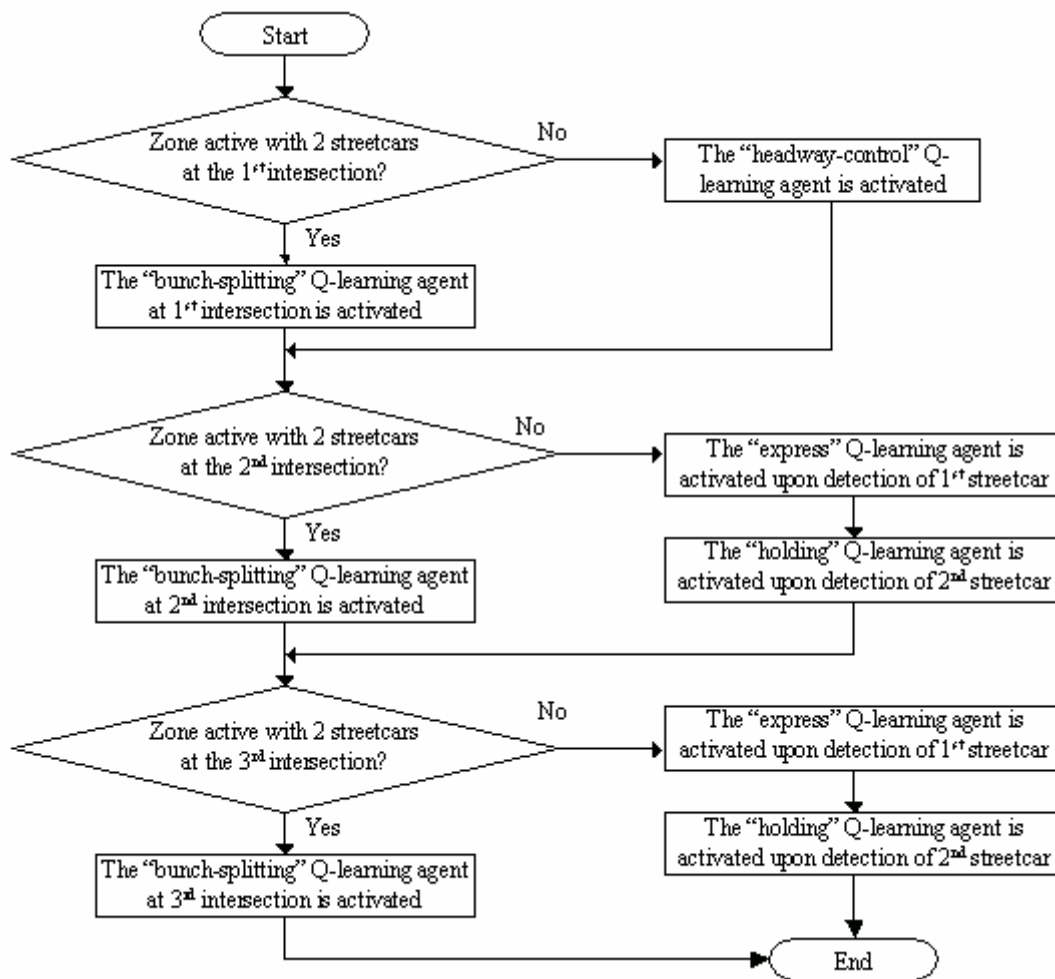 Start
Zone active with 2 streetcars
at the 1st intersection?
No
The “headway-control” Q-
learning agent is activated
Yes
The “bunch-splitting” Q-learning agent
at 1st intersection is activated
Zone active with 2 streetcars
at the 2nd intersection?
No
The “express” Q-learning agent is
activated upon detection of 1st streetcar
Yes
The “holding” Q-learning agent is
activated upon detection of 2nd streetcar
The “bunch-splitting” Q-learning agent
at 2nd intersection is activated
Zone active with 2 streetcars
at the 3rd intersection?
No
The “express” Q-learning agent is
activated upon detection of 1st streetcar
Yes
The “holding” Q-learning agent is
activated upon detection of 2nd streetcar
The “bunch-splitting” Q-learning agent
at 3rd intersection is activated
End